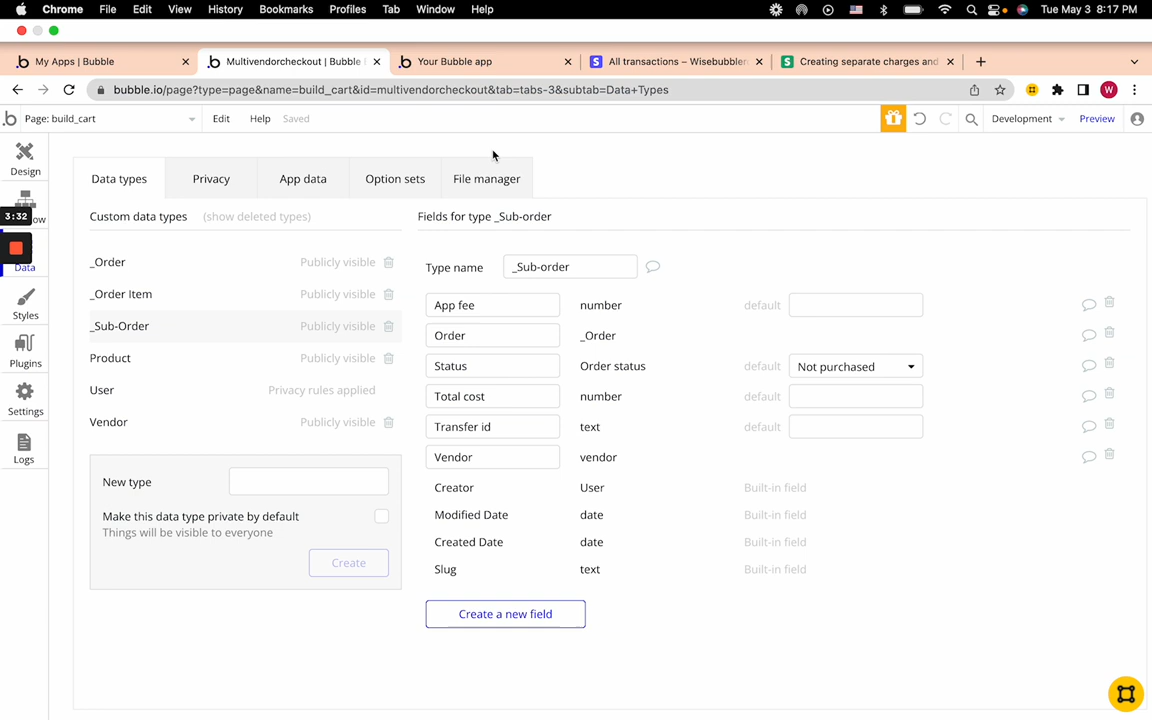 Chrome File Edit View History Bookmarks Profiles Tab Window Help Tue May 3 8:17 PM
My Apps | Bubble
Multivendorcheckout | Bubble
Your Bubble app
All transactions – Wisebubbler
Creating separate charges and
bubble.io/page?type=page&name=build_cart&id=multivendorcheckout&tab=tabs-3&subtab=Data+Types
W
Page: build_cart Edit Help Saved Development Preview
Design
3:32
Data
Styles
Plugins
Settings
Logs
Data types Privacy App data Option sets File manager
Custom data types (show deleted types)
_Order Publicly visible
_Order Item Publicly visible
_Sub-Order Publicly visible
Product Publicly visible
User Privacy rules applied
Vendor Publicly visible
New type
Make this data type private by default
Things will be visible to everyone
Create
Fields for type _Sub-order
Type name _Sub-order
App fee number default
Order _Order
Status Order status default Not purchased
Total cost number default
Transfer id text default
Vendor vendor
Creator User Built-in field
Modified Date date Built-in field
Created Date date Built-in field
Slug text Built-in field
Create a new field